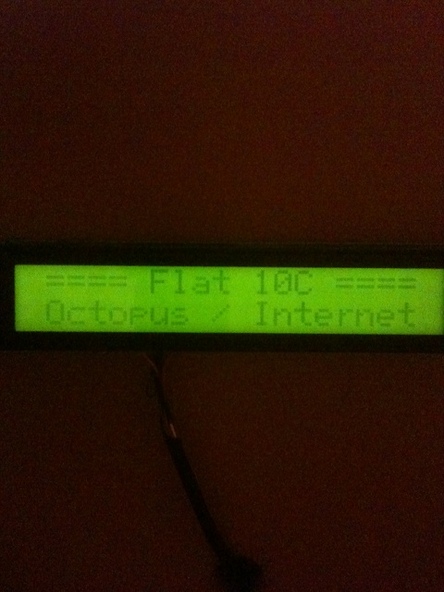 ==== Flat 10C ====
Octopus / Internet